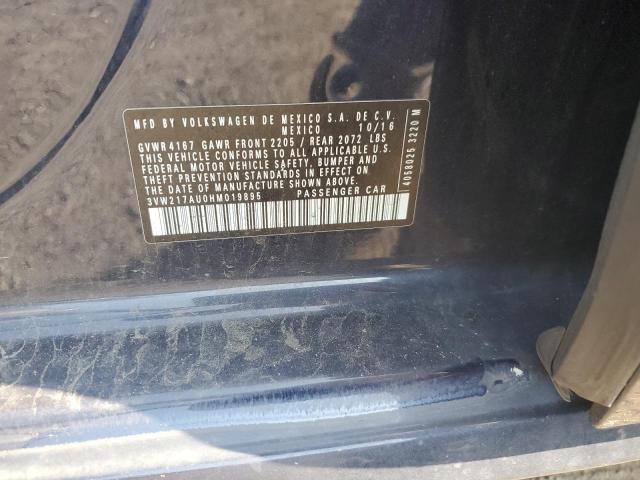 MFD BY VOLKSWAGEN DE MEXICO S.A. DE C.V.
MEXICO 10/16
GVWR4167 GAWR FRONT 2205 / REAR 2072 LBS
THIS VEHICLE CONFORMS TO ALL APPLICABLE U.S.
FEDERAL MOTOR VEHICLE SAFETY, BUMPER AND
THEFT PREVENTION STANDARDS IN EFFECT ON
THE DATE OF MANUFACTURE SHOWN ABOVE.
3VW217AU0HM019895 PASSENGER CAR
4058025 3220 M